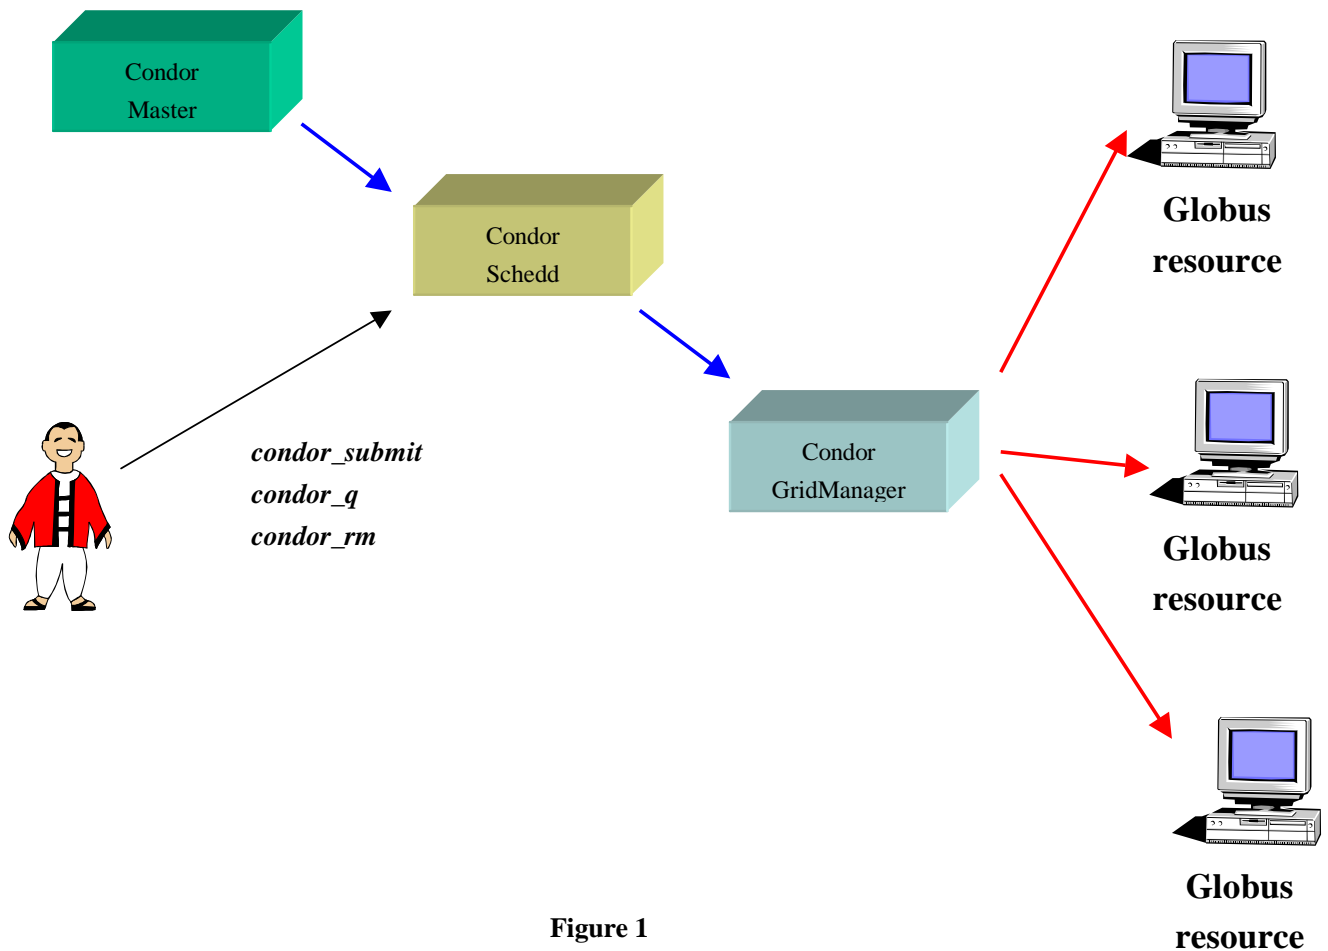 Condor
Master
Condor
Schedd
condor_submit
condor_q
condor_rm
Condor
GridManager
Globus
resource
Globus
resource
Globus
resource
Figure 1